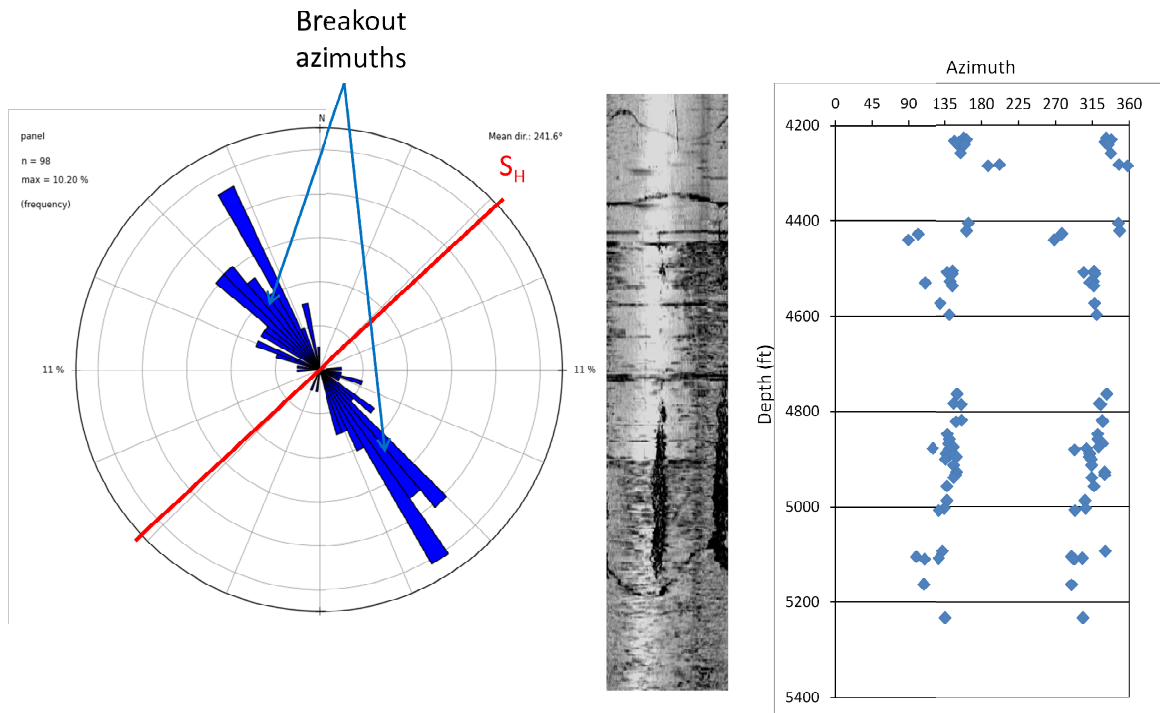 Breakout
azimuths
N
panel
n = 98
max = 10.20 %
(frequency)
Mean dir.: 241.6°
SH
11 %
11 %
Azimuth
0 45 90 135 180 225 270 315 360
Depth (ft)
4200
4400
4600
4800
5000
5200
5400